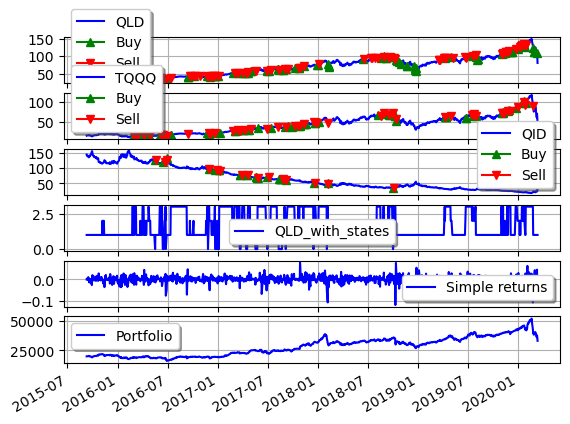 QLD
Buy
Sell
150
100
50
TQQQ
Buy
Sell
100
50
QID
Buy
Sell
150
100
50
2.5
0.0
QLD_with_states
0.0
−0.1
Simple returns
50000
25000
Portfolio
2015-07
2016-01
2016-07
2017-01
2017-07
2018-01
2018-07
2019-01
2019-07
2020-01